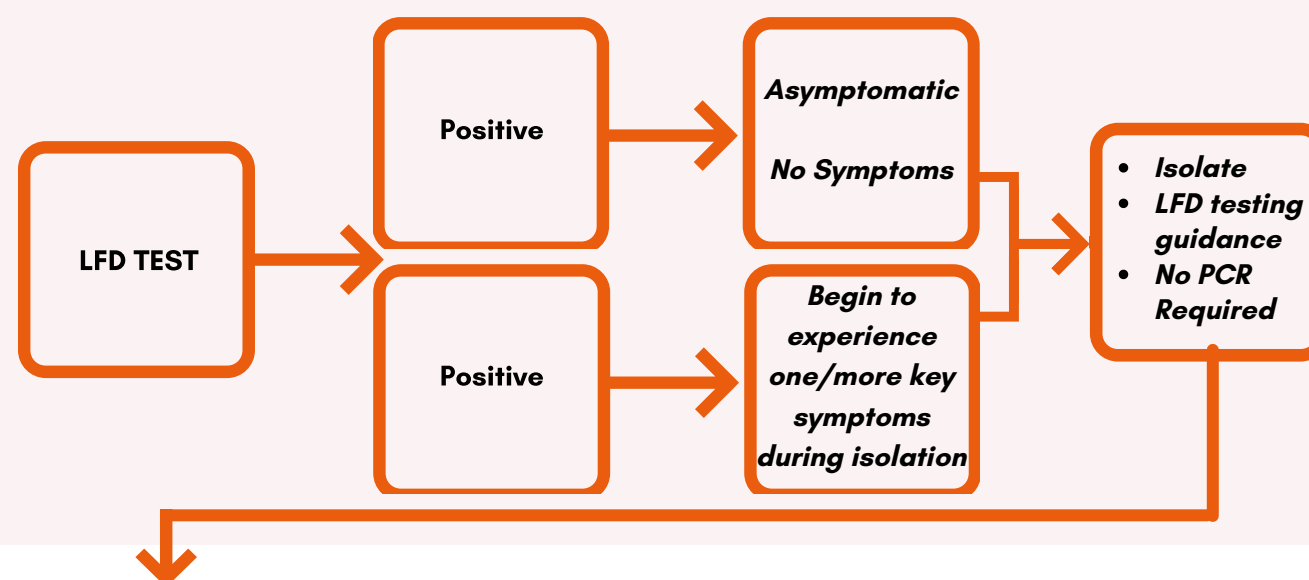 LFD TEST
Positive
Asymptomatic
No Symptoms
Positive
Begin to
experience
one/more key
symptoms
during isolation
• Isolate
• LFD testing
guidance
• No PCR
Required